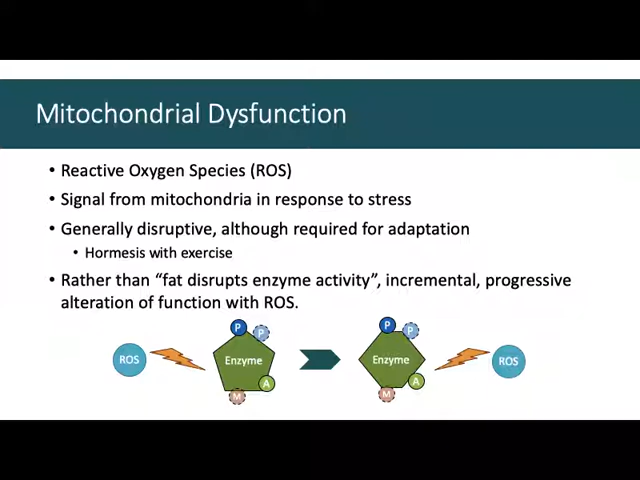 Mitochondrial Dysfunction
• Reactive Oxygen Species (ROS)
• Signal from mitochondria in response to stress
• Generally disruptive, although required for adaptation
• Hormesis with exercise
• Rather than “fat disrupts enzyme activity”, incremental, progressive
alteration of function with ROS.
ROS P P Enzyme A M P P Enzyme A M ROS